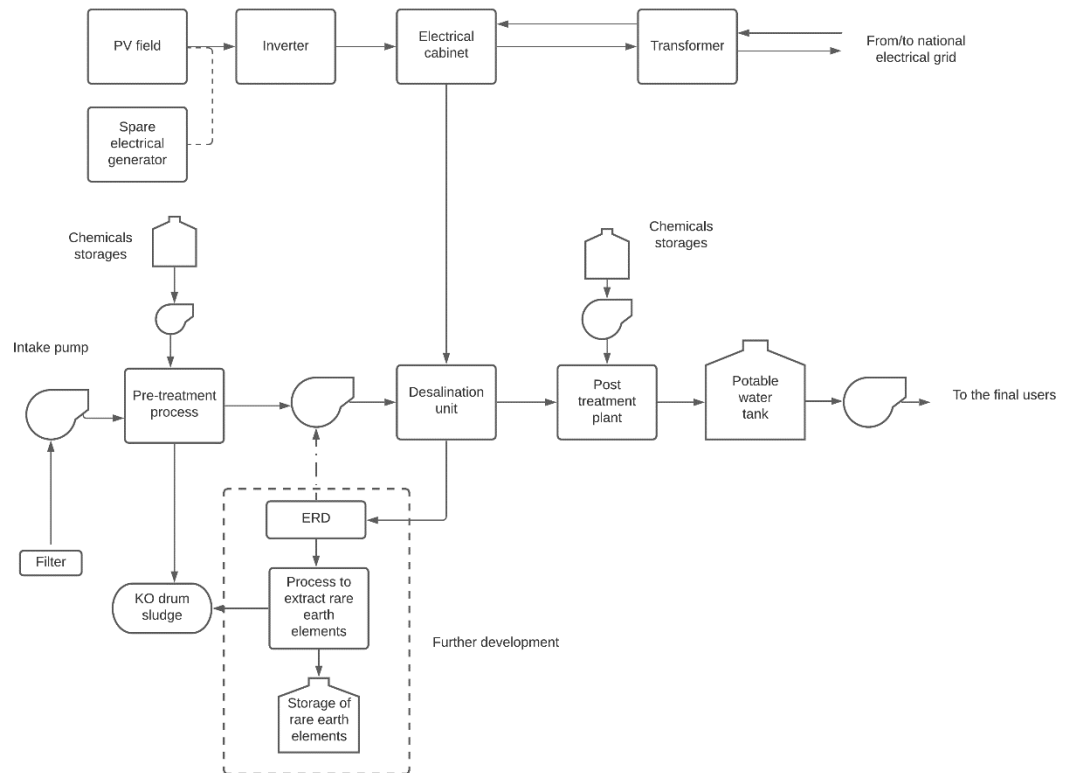 PV field
Inverter
Electrical
cabinet
Transformer
From/to national
electrical grid
Spare
electrical
generator
Chemicals
storages
Chemicals
storages
Intake pump
Pre-treatment
process
Desalination
unit
Post
treatment
plant
Potable
water
tank
To the final users
ERD
Filter
KO drum
sludge
Process to
extract rare
earth
elements
Further development
Storage of
rare earth
elements